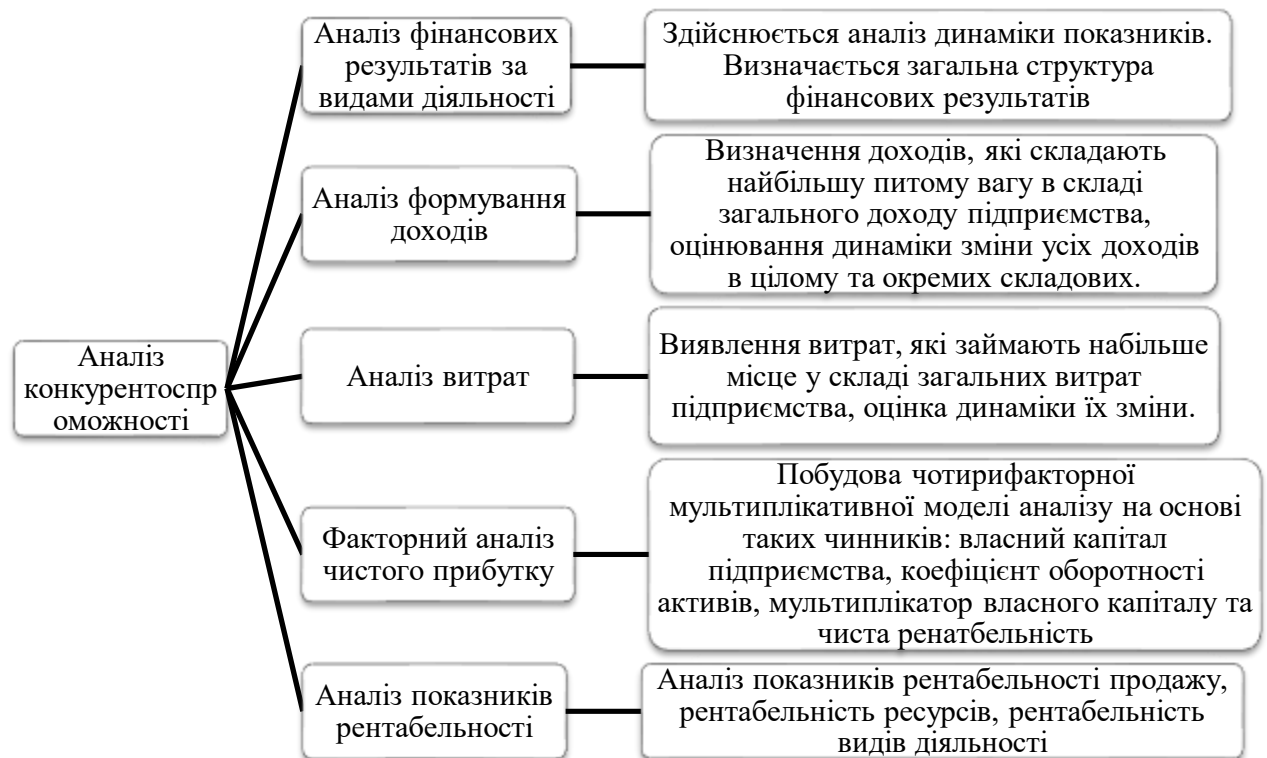 Аналіз фінансових
результатів за
видами діяльності
Здійснюється аналіз динаміки показників.
Визначається загальна структура
фінансових результатів
Аналіз формування
доходів
Визначення доходів, які складають
найбільшу питому вагу в складі
загального доходу підприємства,
оцінювання динаміки зміни усіх доходів
в цілому та окремих складових.
Аналіз
конкурентоспр
оможності
Аналіз витрат
Виявлення витрат, які займають набільше
місце у складі загальних витрат
підприємства, оцінка динаміки їх зміни.
Факторний аналіз
чистого прибутку
Побудова чотирифакторної
мультиплікативної моделі аналізу на основі
таких чинників: власний капітал
підприємства, коефіцієнт оборотності
активів, мультиплікатор власного капіталу та
чиста ренатбельність
Аналіз показників
рентабельності
Аналіз показників рентабельності продажу,
рентабельність ресурсів, рентабельність
видів діяльності